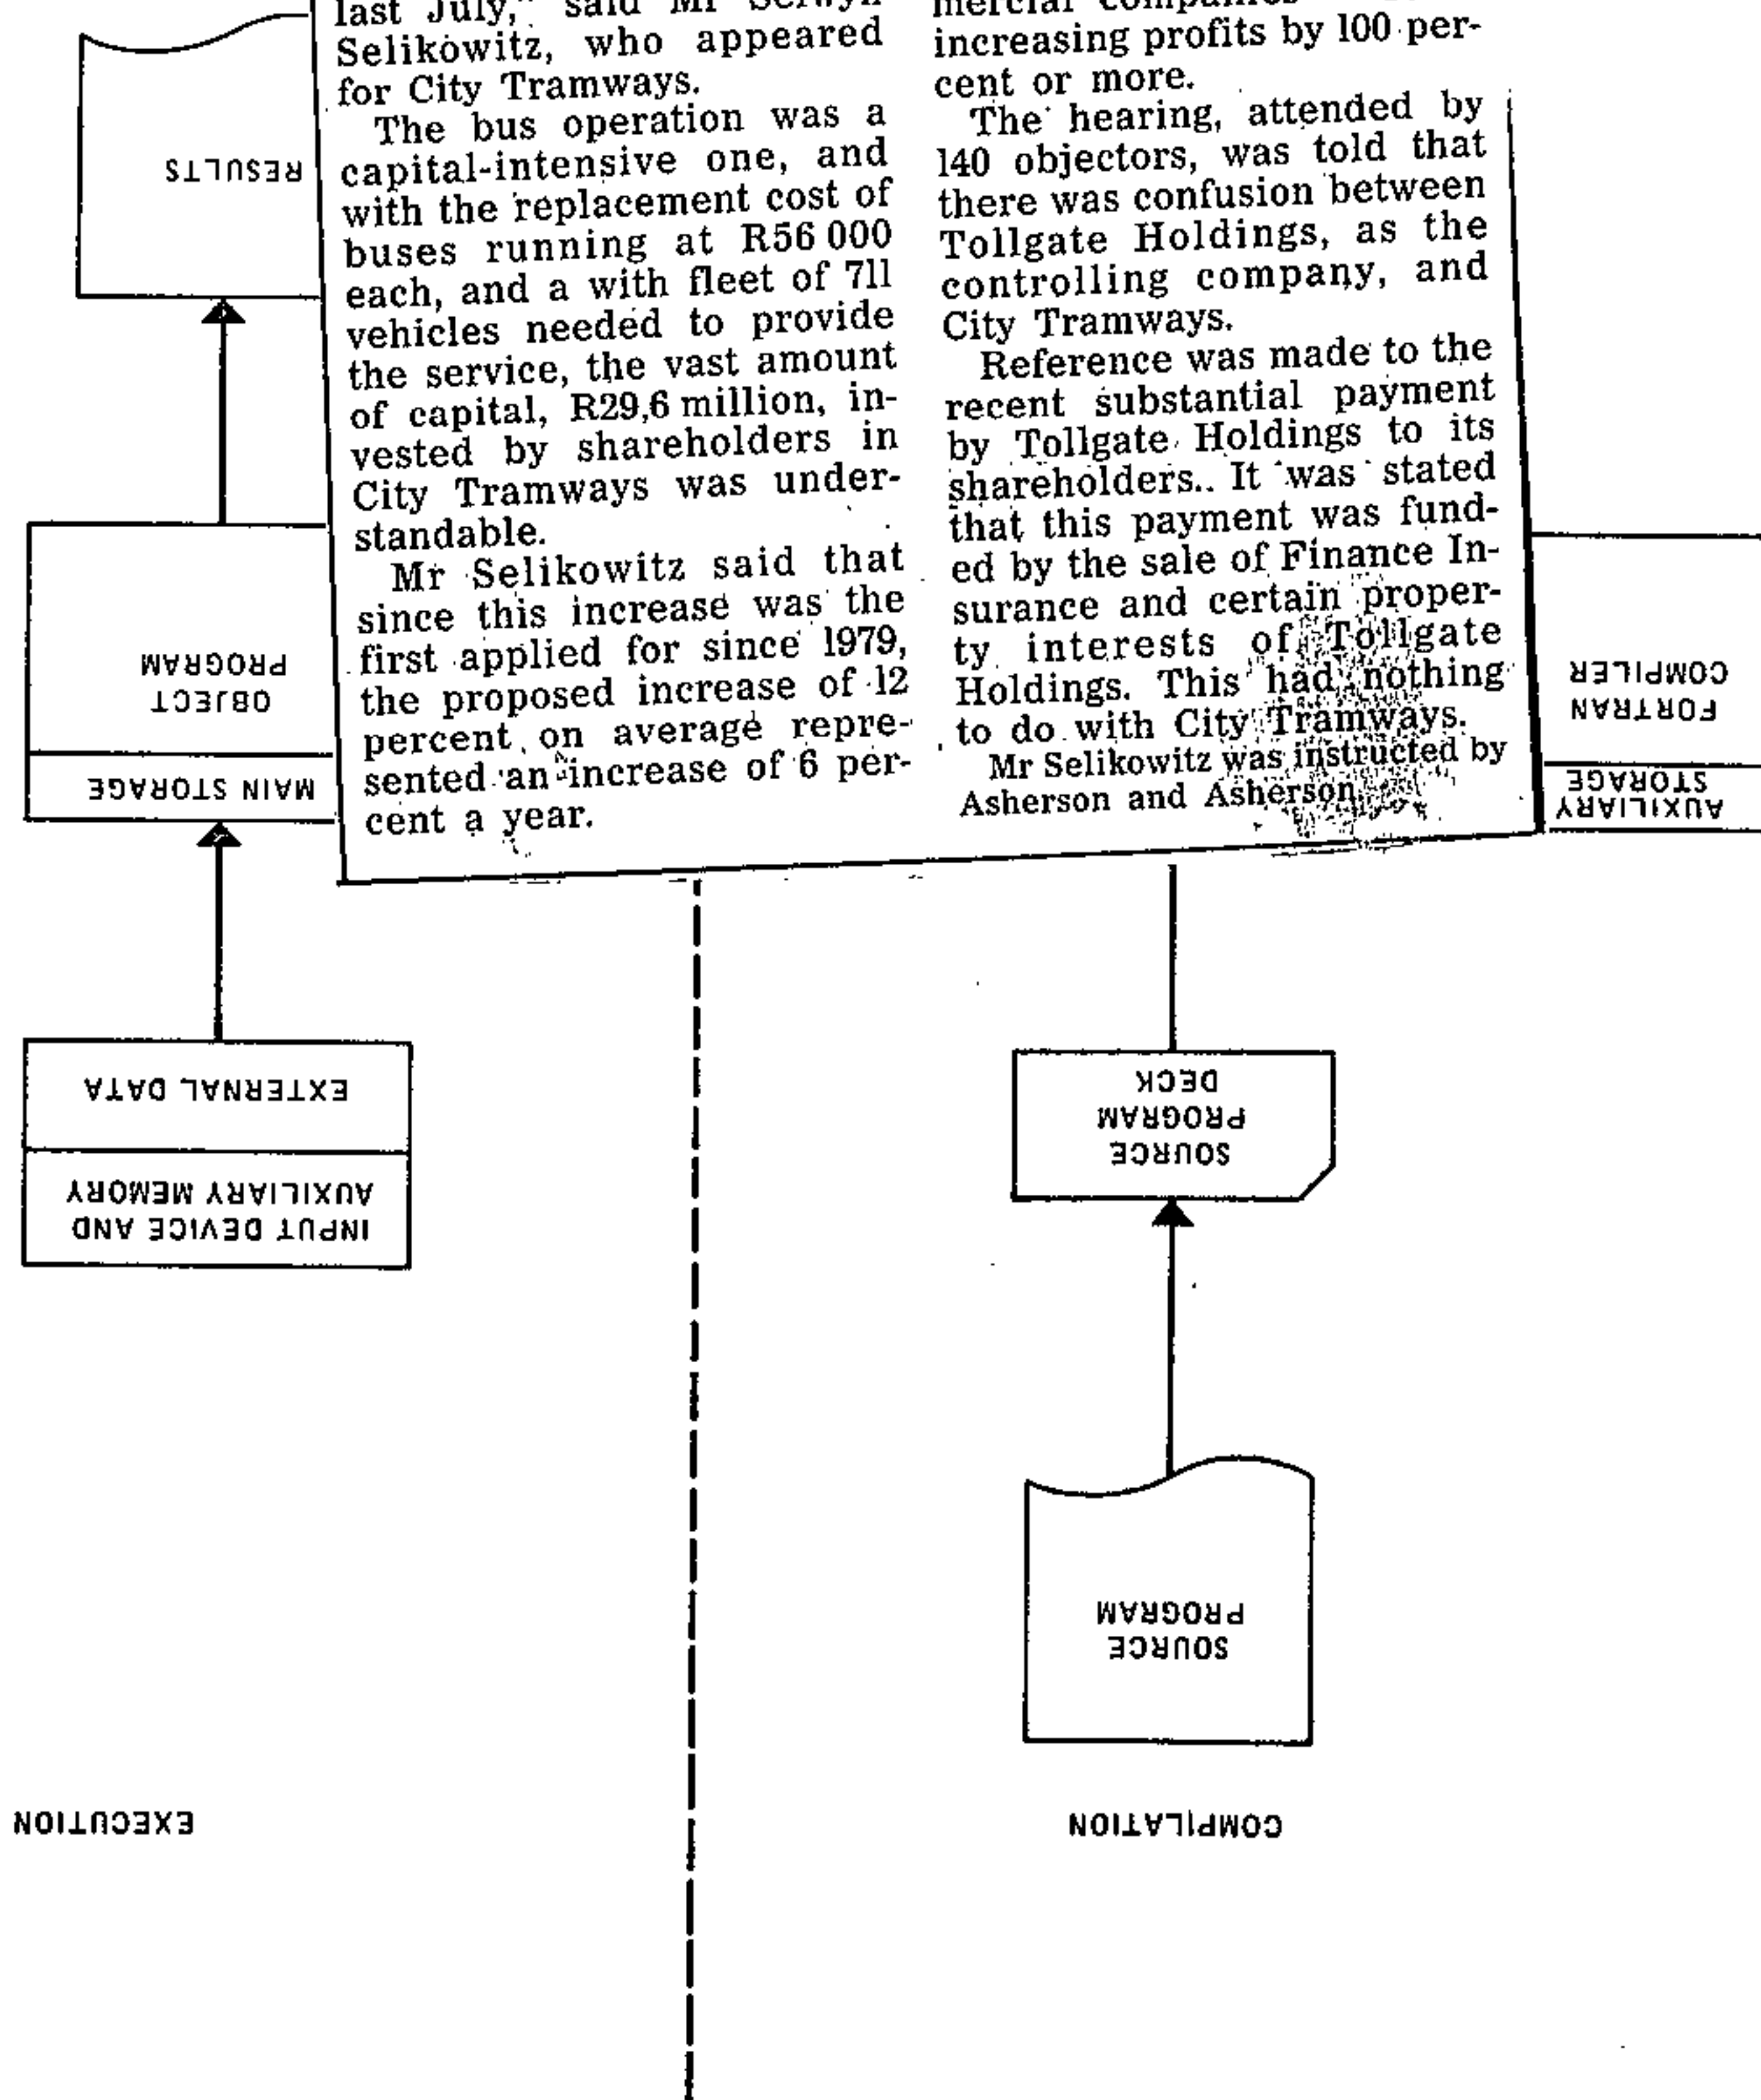 last July," said Mr Selwyn
Selikowitz, who appeared
for City Tramways.
The bus operation was a
capital-intensive one, and
with the replacement cost of
buses running at R56 000
each, and a with fleet of 711
vehicles needed to provide
the service, the vast amount
of capital, R29,6 million, in-
vested by shareholders in
City Tramways was under-
standable.
Mr Selikowitz said that
since this increase was the
first applied for since 1979,
the proposed increase of 12
percent on average repre-
sented an increase of 6 per-
cent a year.
mercial companies
increasing profits by 100 per-
cent or more.
The hearing, attended by
140 objectors, was told that
there was confusion between
Tollgate Holdings, as the
controlling company, and
City Tramways.
Reference was made to the
recent substantial payment
by Tollgate Holdings to its
shareholders. It was stated
that this payment was fund-
ed by the sale of Finance In-
surance and certain proper-
ty interests of Tollgate
Holdings. This had nothing
to do with City Tramways.
Mr Selikowitz was instructed by
Asherson and Asherson
COMPILATION
SOURCE
PROGRAM
SOURCE
PROGRAM
DECK
AUXILIARY
STORAGE
FORTRAN
COMPILER
EXECUTION
INPUT DEVICE AND
AUXILIARY MEMORY
EXTERNAL DATA
MAIN STORAGE
OBJECT
PROGRAM
RESULTS